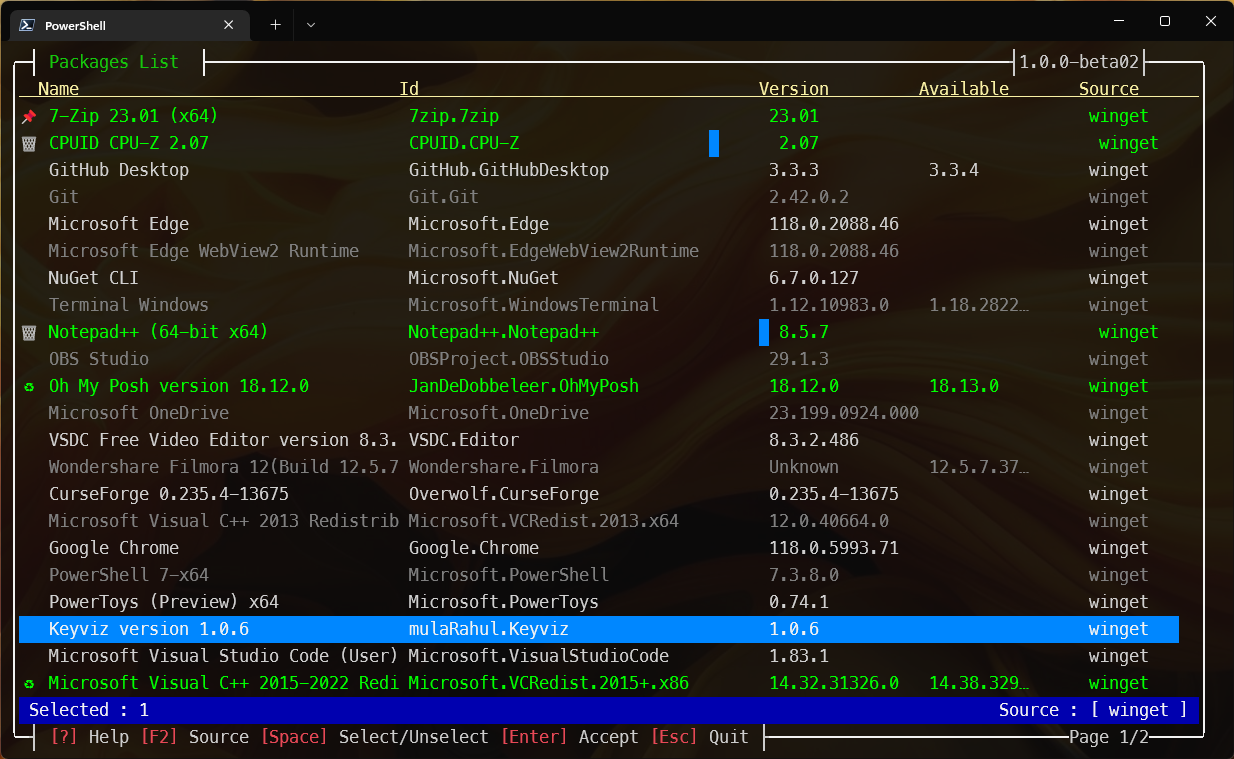 PowerShell
Packages List 1.0.0-beta02
Name Id Version Available Source
7-Zip 23.01 (x64) 7zip.7zip 23.01 winget
CPUID CPU-Z 2.07 CPUID.CPU-Z 2.07 winget
GitHub Desktop GitHub.GitHubDesktop 3.3.3 3.3.4 winget
Git Git.Git 2.42.0.2 winget
Microsoft Edge Microsoft.Edge 118.0.2088.46 winget
Microsoft Edge WebView2 Runtime Microsoft.EdgeWebView2Runtime 118.0.2088.46 winget
NuGet CLI Microsoft.NuGet 6.7.0.127 winget
Terminal Windows Microsoft.WindowsTerminal 1.12.10983.0 1.18.2822… winget
Notepad++ (64-bit x64) Notepad++.Notepad++ 8.5.7 winget
OBS Studio OBSProject.OBSStudio 29.1.3 winget
Oh My Posh version 18.12.0 JanDeDobbeleer.OhMyPosh 18.12.0 18.13.0 winget
Microsoft OneDrive Microsoft.OneDrive 23.199.0924.000 winget
VSDC Free Video Editor version 8.3. VSDC.Editor 8.3.2.486 winget
Wondershare Filmora 12(Build 12.5.7 Wondershare.Filmora Unknown 12.5.7.37… winget
CurseForge 0.235.4-13675 Overwolf.CurseForge 0.235.4-13675 winget
Microsoft Visual C++ 2013 Redistrib Microsoft.VCRedist.2013.x64 12.0.40664.0 winget
Google Chrome Google.Chrome 118.0.5993.71 winget
PowerShell 7-x64 Microsoft.PowerShell 7.3.8.0 winget
PowerToys (Preview) x64 Microsoft.PowerToys 0.74.1 winget
Keyviz version 1.0.6 mulaRahul.Keyviz 1.0.6 winget
Microsoft Visual Studio Code (User) Microsoft.VisualStudioCode 1.83.1 winget
Microsoft Visual C++ 2015-2022 Redi Microsoft.VCRedist.2015+.x86 14.32.31326.0 14.38.329… winget
Selected : 1 Source : [ winget ]
[?] Help [F2] Source [Space] Select/Unselect [Enter] Accept [Esc] Quit Page 1/2